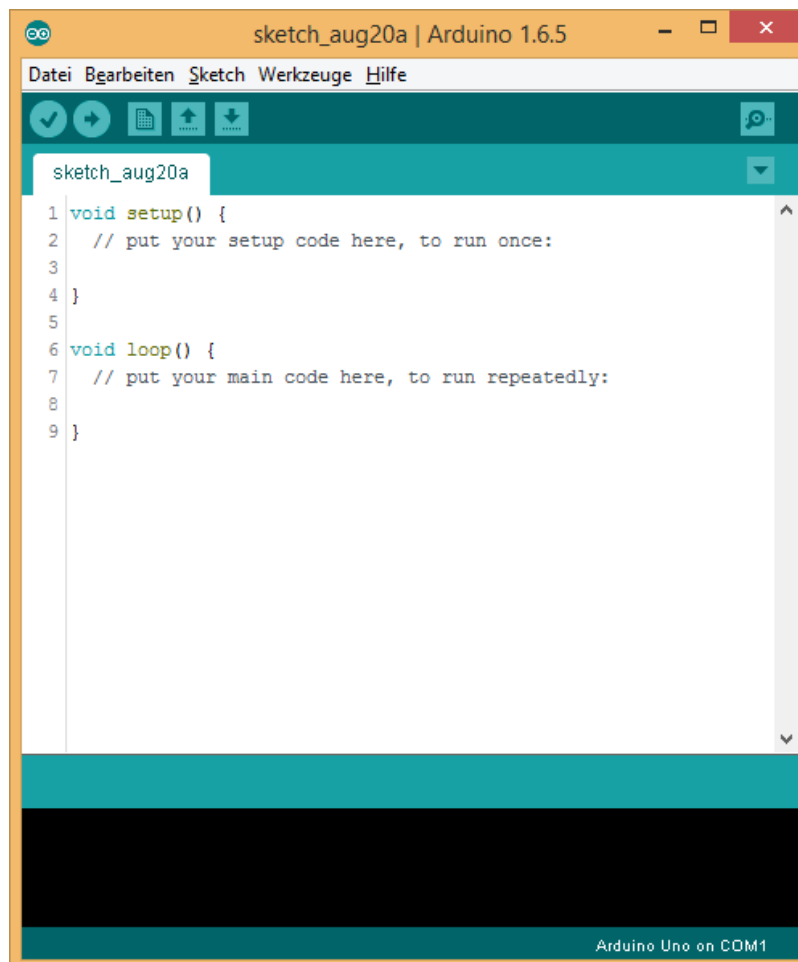 sketch_aug20a | Arduino 1.6.5
Datei Bearbeiten Sketch Werkzeuge Hilfe
sketch_aug20a
1 void setup() {
2   // put your setup code here, to run once:
3
4 }
5
6 void loop() {
7   // put your main code here, to run repeatedly:
8
9 }
Arduino Uno on COM1